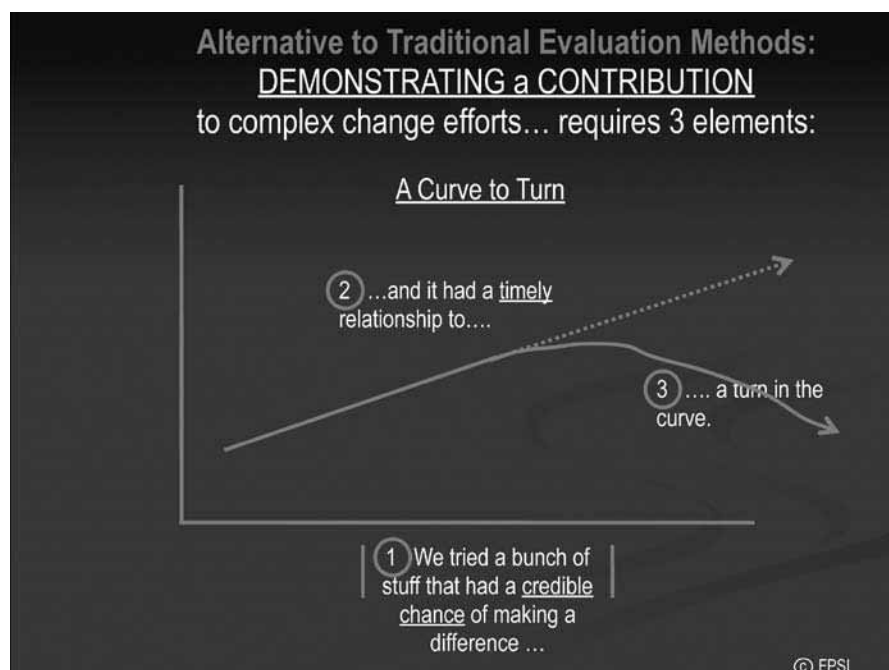 Alternative to Traditional Evaluation Methods:
DEMONSTRATING a CONTRIBUTION
to complex change efforts… requires 3 elements:
A Curve to Turn
2 …and it had a timely
relationship to….
3 …. a turn in the
curve.
1 We tried a bunch of
stuff that had a credible
chance of making a
difference …
© FPSI